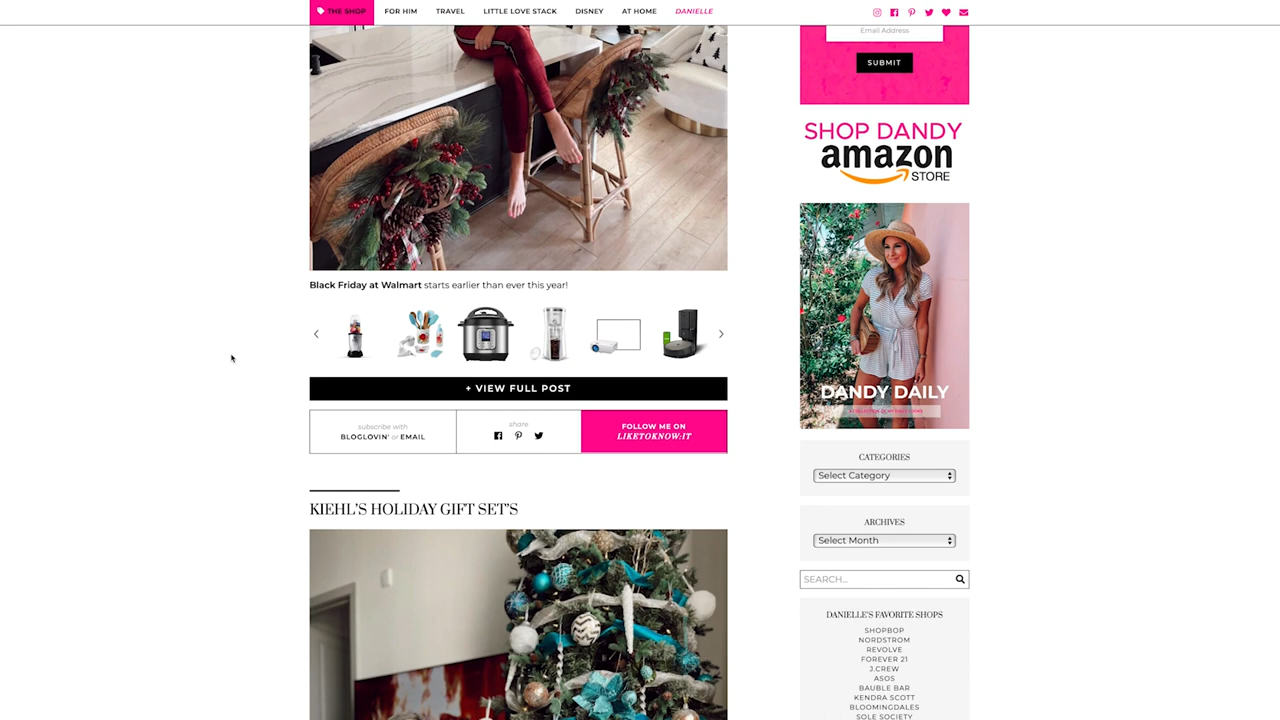 THE SHOP
FOR HIM
TRAVEL
LITTLE LOVE STACK
DISNEY
AT HOME
DANIELLE
Email Address
SUBMIT
SHOP DANDY
amazon
STORE
DANDY DAILY
Black Friday at Walmart starts earlier than ever this year!
+ VIEW FULL POST
subscribe with
BLOGLOVIN' or EMAIL
share
FOLLOW ME ON
LIKETOKNOW:IT
KIEHL'S HOLIDAY GIFT SET'S
CATEGORIES
Select Category
ARCHIVES
Select Month
SEARCH...
DANIELLE'S FAVORITE SHOPS
SHOPBOP
NORDSTROM
REVOLVE
FOREVER 21
J.CREW
ASOS
BAUBLE BAR
KENDRA SCOTT
BLOOMINGDALES
SOLE SOCIETY